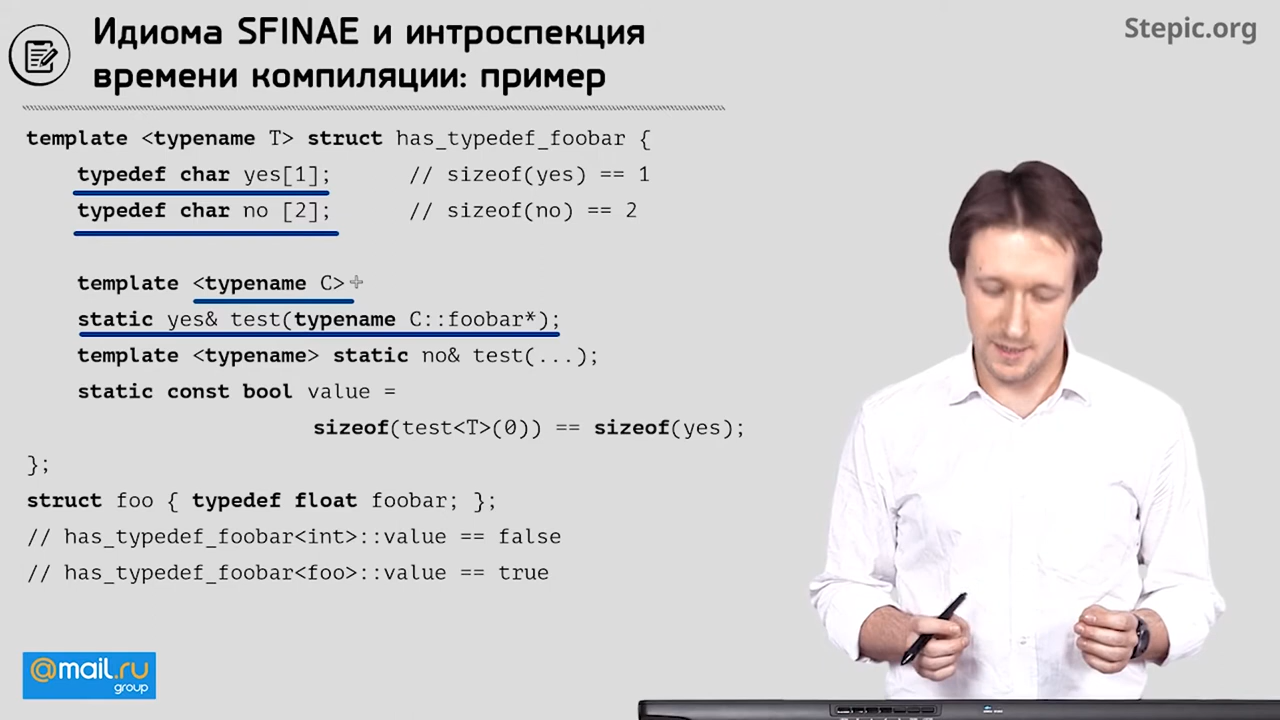 Идиома SFINAE и интроспекция
времени компиляции: пример
Stepic.org
template <typename T> struct has_typedef_foobar {
typedef char yes[1]; // sizeof(yes) == 1
typedef char no [2]; // sizeof(no) == 2
template <typename C>
static yes& test(typename C::foobar*);
template <typename> static no& test(...);
static const bool value =
sizeof(test<T>(0)) == sizeof(yes);
};
struct foo { typedef float foobar; };
// has_typedef_foobar<int>::value == false
// has_typedef_foobar<foo>::value == true
@mail.ru
group